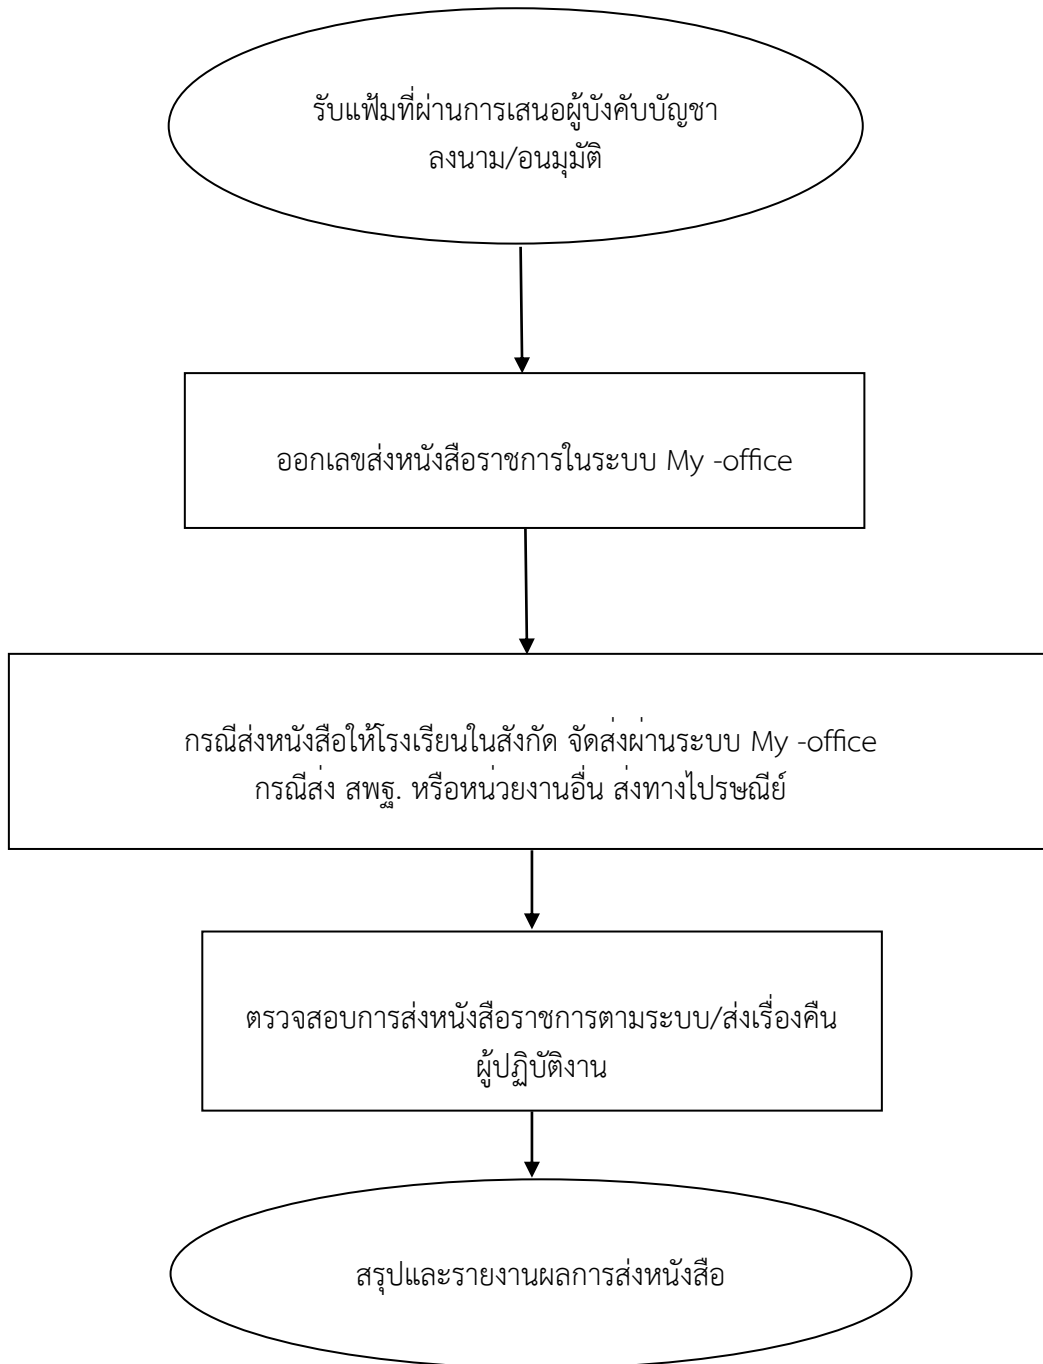 รับแฟ้มที่ผ่านการเสนอผู้บังคับบัญชา
ลงนาม/อนมุมัติ
ออกเลขส่งหนังสือราชการในระบบ My -office
กรณีส่งหนังสือให้โรงเรียนในสังกัด จัดส่งผ่านระบบ My -office
กรณีส่ง สพฐ. หรือหน่วยงานอื่น ส่งทางไปรษณีย์
ตรวจสอบการส่งหนังสือราชการตามระบบ/ส่งเรื่องคืน
ผู้ปฏิบัติงาน
สรุปและรายงานผลการส่งหนังสือ